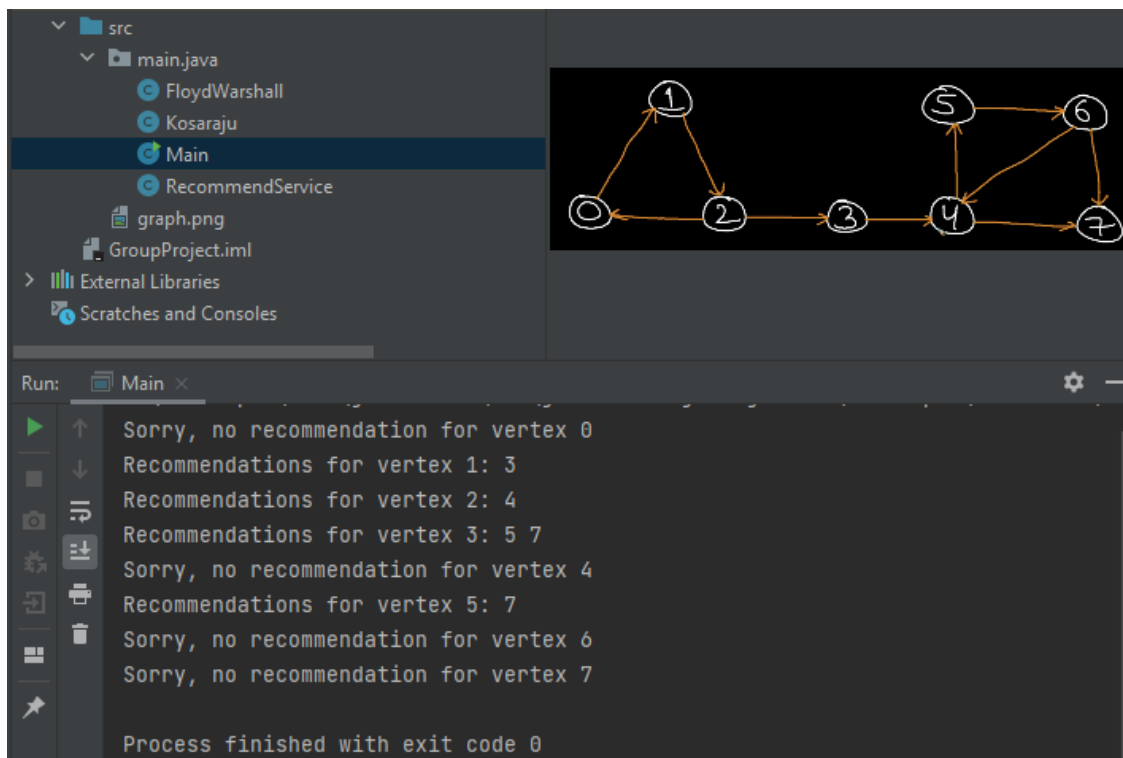 src
main.java
FloydWarshall
Kosaraju
Main
RecommendService
graph.png
GroupProject.iml
External Libraries
Scratches and Consoles
1
5
6
0
2
3
4
7
Run: Main
Sorry, no recommendation for vertex 0
Recommendations for vertex 1: 3
Recommendations for vertex 2: 4
Recommendations for vertex 3: 5 7
Sorry, no recommendation for vertex 4
Recommendations for vertex 5: 7
Sorry, no recommendation for vertex 6
Sorry, no recommendation for vertex 7
Process finished with exit code 0